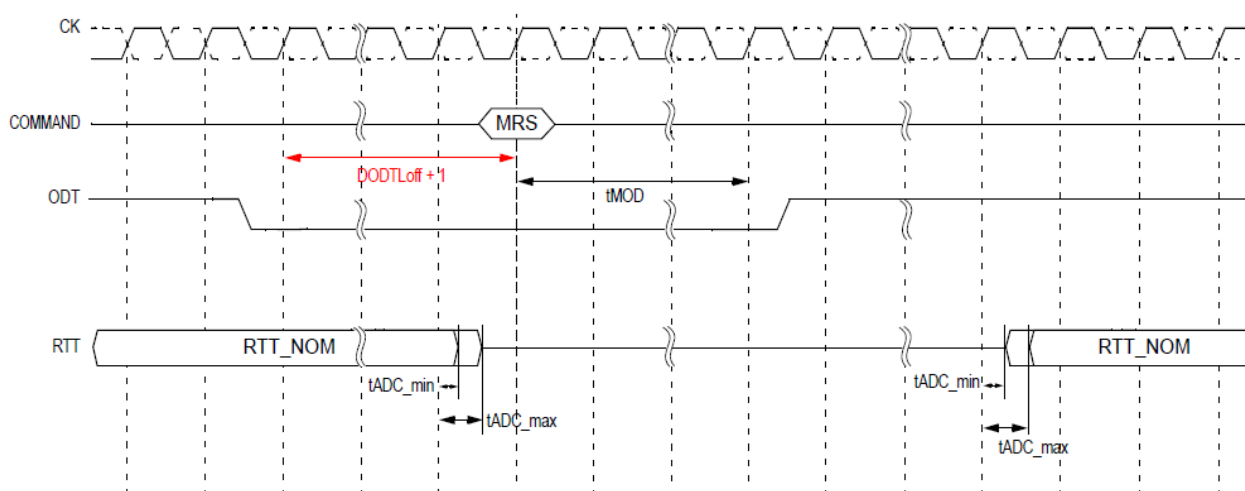 CK
COMMAND
MRS
DODTLoff + 1
tMOD
ODT
RTT
RTT_NOM
RTT_NOM
tADC_min
tADC_min
tADC_max
tADC_max